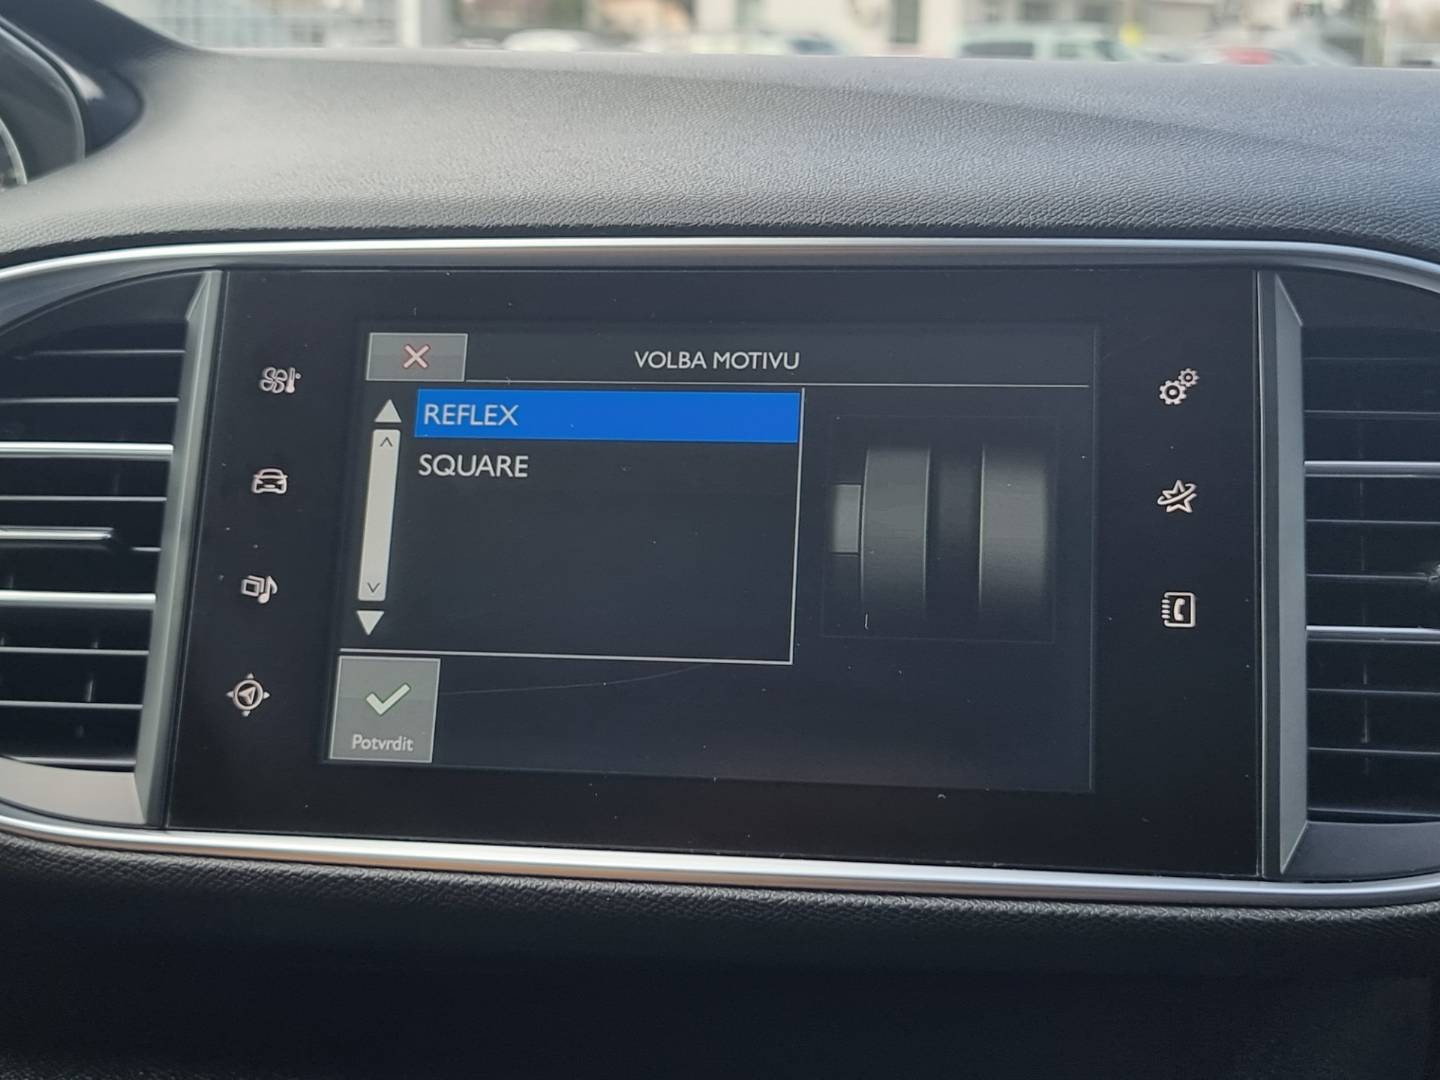 VOLBA MOTIVU
REFLEX
SQUARE
Potvrdit